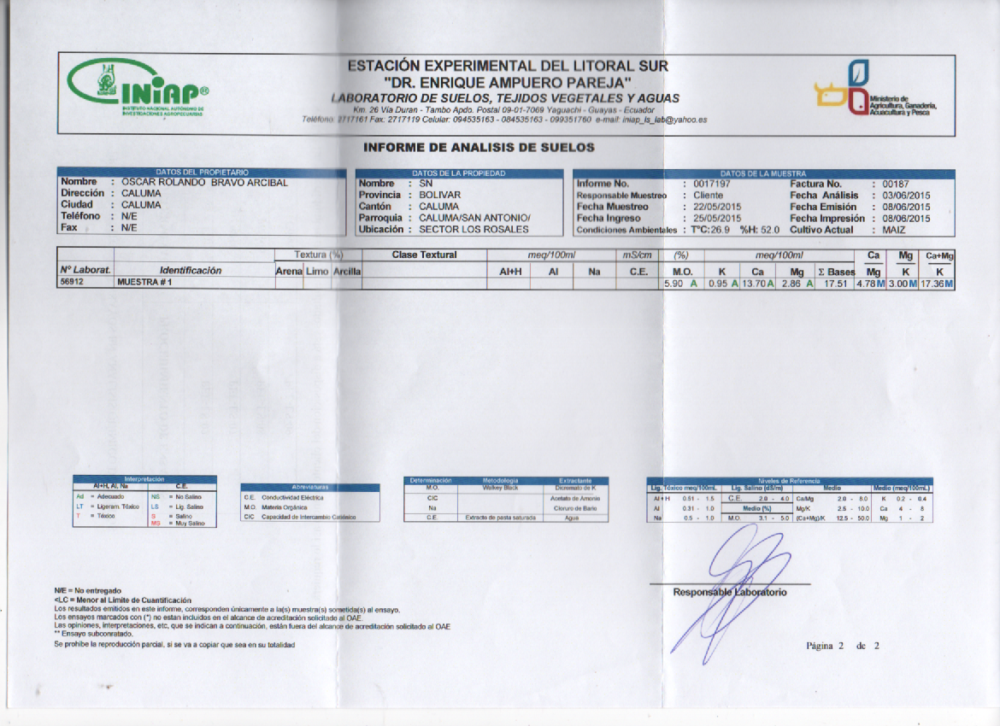 ESTACIÓN EXPERIMENTAL DEL LITORAL SUR
"DR. ENRIQUE AMPUERO PAREJA"
LABORATORIO DE SUELOS, TEJIDOS VEGETALES Y AGUAS
Km. 26 Vía Duran - Tambo Apdo. Postal 09-01-7069 Yaguachi - Guayas - Ecuador
Teléfono: 2717161 Fax: 2717119 Celular: 094535163 - 084535163 - 099351760 e-mail: iniap_ls_lab@yahoo.es
INIAP®
INSTITUTO NACIONAL AUTÓNOMO DE
INVESTIGACIONES AGROPECUARIAS
Ministerio de
Agricultura, Ganadería,
Acuacultura y Pesca
INFORME DE ANALISIS DE SUELOS
DATOS DEL PROPIETARIO
Nombre : OSCAR ROLANDO BRAVO ARCIBAL
Dirección : CALUMA
Ciudad : CALUMA
Teléfono : N/E
Fax : N/E
DATOS DE LA PROPIEDAD
Nombre : SN
Provincia : BOLIVAR
Cantón : CALUMA
Parroquia : CALUMA/SAN ANTONIO/
Ubicación : SECTOR LOS ROSALES
DATOS DE LA MUESTRA
Informe No. : 0017197 Factura No. : 00187
Responsable Muestreo : Cliente Fecha Análisis : 03/06/2015
Fecha Muestreo : 22/05/2015 Fecha Emisión : 08/06/2015
Fecha Ingreso : 25/05/2015 Fecha Impresión : 08/06/2015
Condiciones Ambientales : T°C:26.9 %H: 52.0 Cultivo Actual : MAIZ
Textura (%) Clase Textural meq/100ml mS/cm (%) meq/100ml Ca Mg Ca+Mg
Nº Laborat. Identificación Arena Limo Arcilla Al+H Al Na C.E. M.O. K Ca Mg Σ Bases Mg K K
56912 MUESTRA # 1 5.90 A 0.95 A 13.70 A 2.86 A 17.51 4.78 M 3.00 M 17.36 M
Interpretación
Al+H, Al, Na C.E.
Ad = Adecuado NS = No Salino
LT = Ligeram. Tóxico LS = Lig. Salino
T = Tóxico S = Salino
MS = Muy Salino
Abreviaturas
C.E. Conductividad Eléctrica
M.O. Materia Orgánica
CIC Capacidad de Intercambio Catiónico
Determinación Metodología Extractante
M.O. Walkey Black Dicromato de K
CIC Acetato de Amonio
Na Cloruro de Bario
C.E. Extracto de pasta saturada Agua
Niveles de Referencia
Lig. Tóxico meq/100mL Lig. Salino (dS/m) Medio Medio (meq/100mL)
Al+H 0.51 - 1.5 C.E. 2.0 - 4.0 Ca/Mg 2.0 - 8.0 K 0.2 - 0.4
Al 0.31 - 1.0 Medio (%) Mg/K 2.5 - 10.0 Ca 4 - 8
Na 0.5 - 1.0 M.O. 3.1 - 5.0 (Ca+Mg)/K 12.5 - 50.0 Mg 1 - 2
Responsable Laboratorio
N/E = No entregado
<LC = Menor al Limite de Cuantificación
Los resultados emitidos en este informe, corresponden únicamente a la(s) muestra(s) sometida(s) al ensayo.
Los ensayos marcados con (*) no estan incluidos en el alcance de acreditación solicitado al OAE.
Las opiniones, interpretaciones, etc, que se indican a continuación, están fuera del alcance de acreditación solicitado al OAE
** Ensayo subcontratado.
Se prohibe la reproducción parcial, si se va a copiar que sea en su totalidad
Página 2 de 2